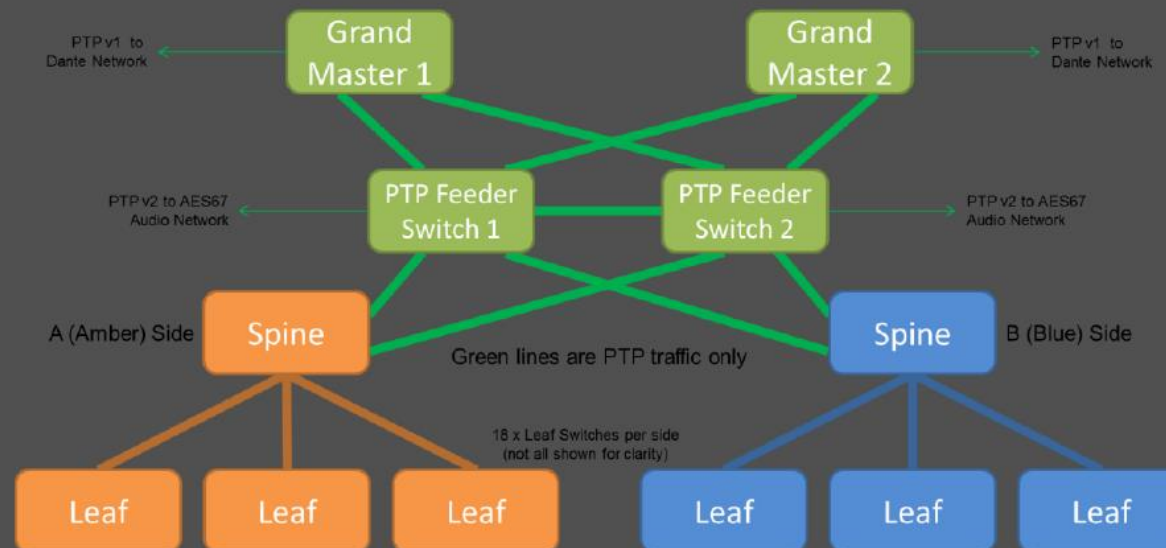 PTP v1 to
Dante Network
Grand
Master 1
Grand
Master 2
PTP v1 to
Dante Network
PTP v2 to AES67
Audio Network
PTP Feeder
Switch 1
PTP Feeder
Switch 2
PTP v2 to AES67
Audio Network
A (Amber) Side
Spine
Spine
B (Blue) Side
Green lines are PTP traffic only
18 x Leaf Switches per side
(not all shown for clarity)
Leaf
Leaf
Leaf
Leaf
Leaf
Leaf